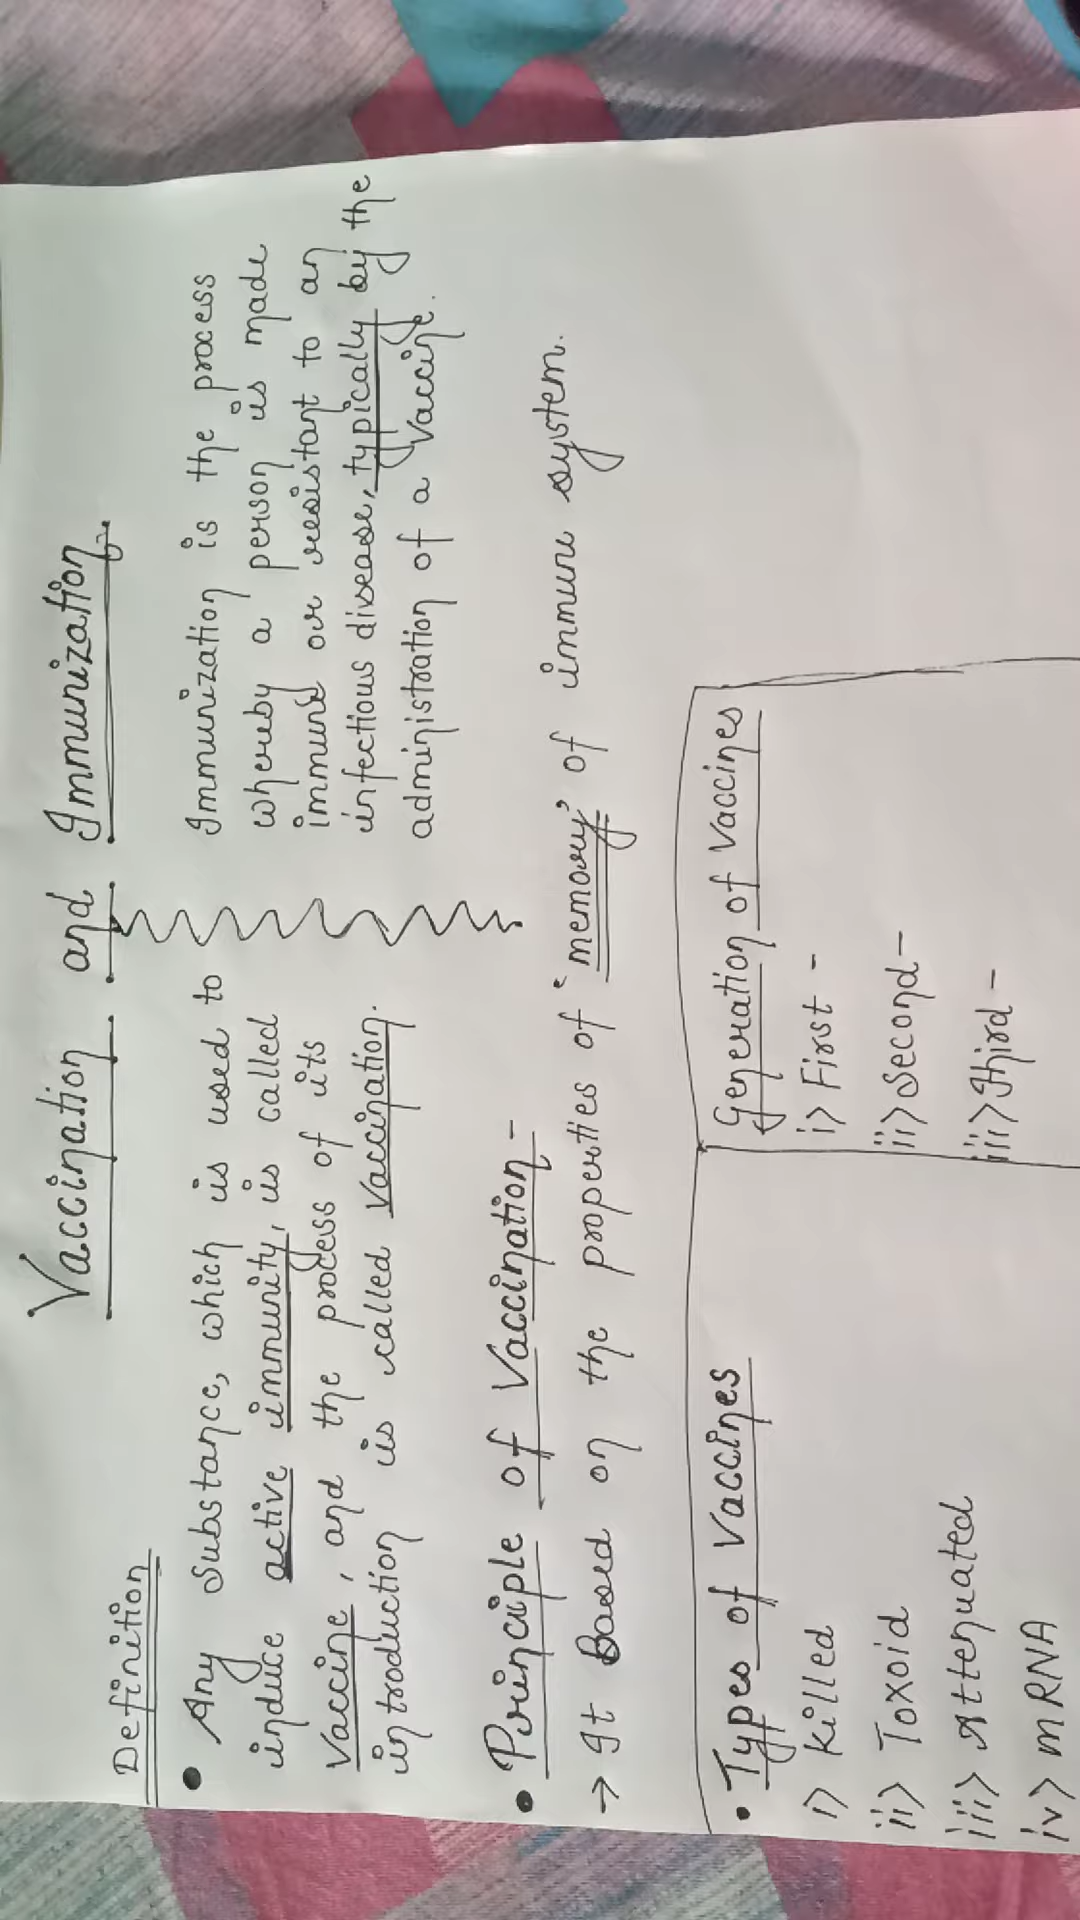 Vaccination and Immunization
Definition
• Any substance, which is used to
induce active immunity, is called
Vaccine, and the process of its
introduction is called Vaccination.
Immunization is the process
whereby a person is made
immune or resistant to an
infectious disease, typically by the
administration of a Vaccine.
• Principle of Vaccination -
→ It Based on the properties of 'memory' of immune system.
• Types of Vaccines
i> Killed
ii> Toxoid
iii> Attenuated
iv> mRNA
Generation of Vaccines
i> First -
ii> Second -
iii> Third -